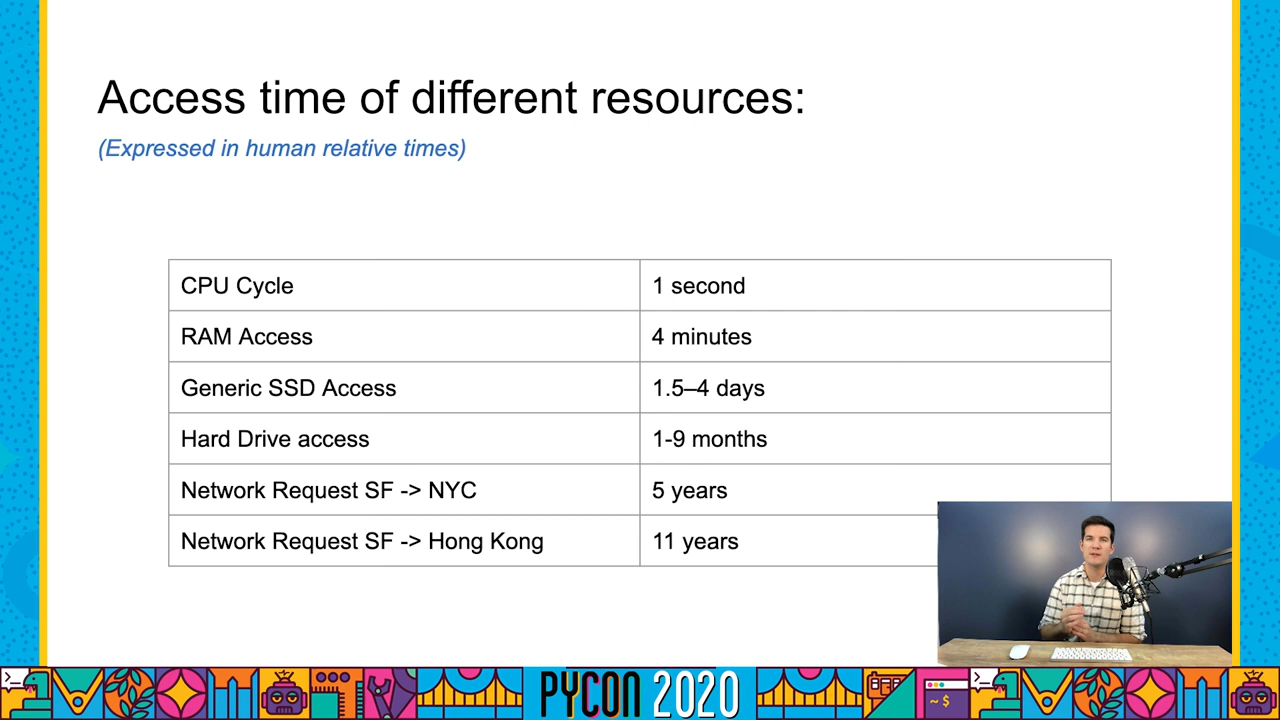 Access time of different resources:
(Expressed in human relative times)
CPU Cycle 1 second
RAM Access 4 minutes
Generic SSD Access 1.5–4 days
Hard Drive access 1-9 months
Network Request SF -> NYC 5 years
Network Request SF -> Hong Kong 11 years
PYCON 2020
~$